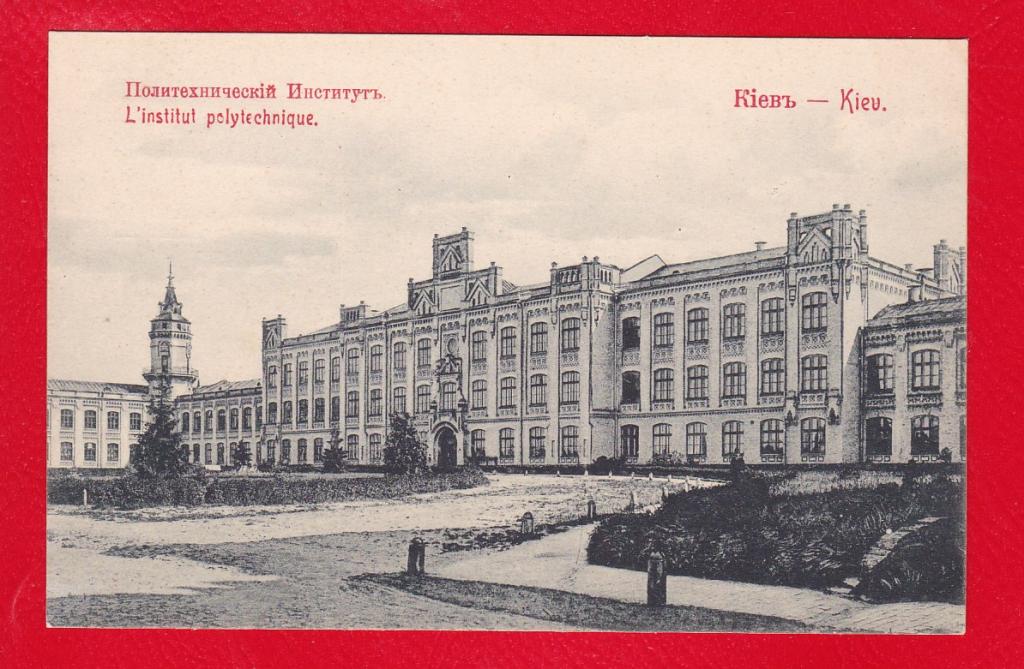 Политехническій Институтъ.
L'institut polytechnique.
Кіевъ — Kiev.